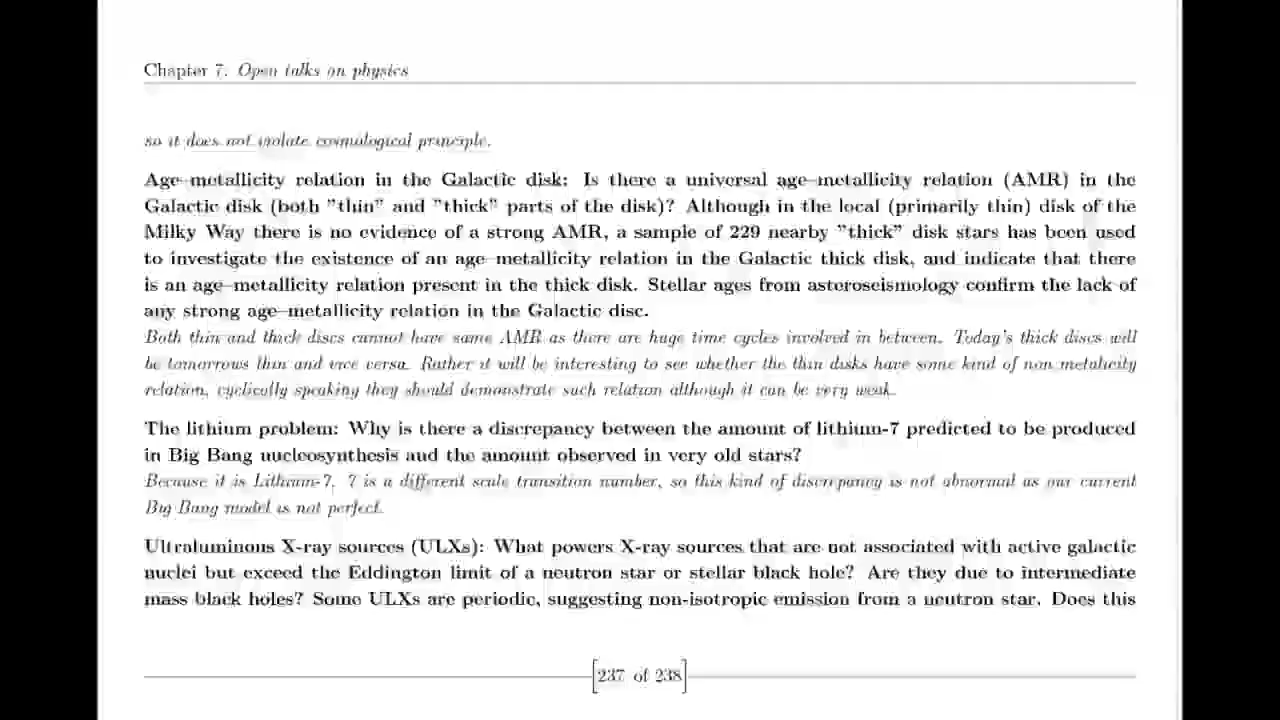 Chapter 7. Open talks on physics
so it does not violate cosmological principle.
Age–metallicity relation in the Galactic disk: Is there a universal age–metallicity relation (AMR) in the
Galactic disk (both "thin" and "thick" parts of the disk)? Although in the local (primarily thin) disk of the
Milky Way there is no evidence of a strong AMR, a sample of 229 nearby "thick" disk stars has been used
to investigate the existence of an age–metallicity relation in the Galactic thick disk, and indicate that there
is an age–metallicity relation present in the thick disk. Stellar ages from asteroseismology confirm the lack of
any strong age–metallicity relation in the Galactic disc.
Both thin and thick discs cannot have same AMR as there are huge time cycles involved in between. Today's thick discs will
be tomorrows thin and vice versa. Rather it will be interesting to see whether the thin disks have some kind of non metalicity
relation, cyclically speaking they should demonstrate such relation although it can be very weak.
The lithium problem: Why is there a discrepancy between the amount of lithium-7 predicted to be produced
in Big Bang nucleosynthesis and the amount observed in very old stars?
Because it is Lithium-7, 7 is a different scale transition number, so this kind of discrepancy is not abnormal as our current
Big Bang model is not perfect.
Ultraluminous X-ray sources (ULXs): What powers X-ray sources that are not associated with active galactic
nuclei but exceed the Eddington limit of a neutron star or stellar black hole? Are they due to intermediate
mass black holes? Some ULXs are periodic, suggesting non-isotropic emission from a neutron star. Does this
[237 of 238]